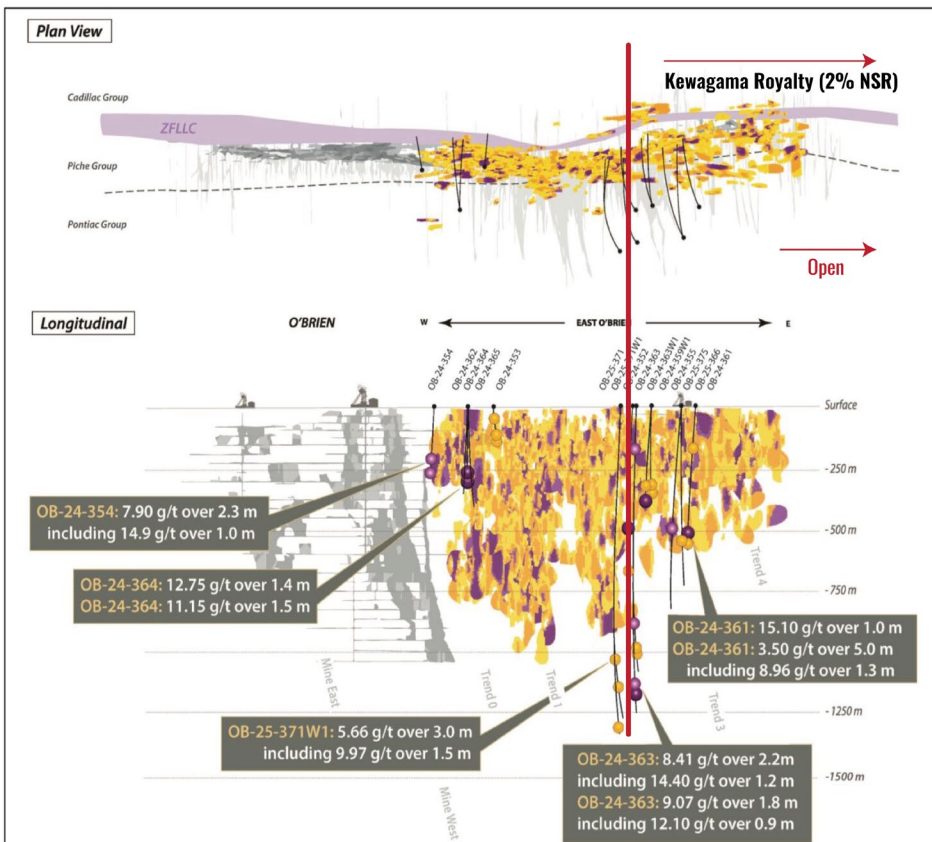 Plan View
Kewagama Royalty (2% NSR)
Cadillac Group
ZFLLC
Piche Group
Pontiac Group
Open
Longitudinal
O'BRIEN
W
EAST O'BRIEN
E
OB-24-354
OB-24-362
OB-24-364
OB-24-365
OB-24-353
OB-25-371
OB-25-371W1
OB-24-352
OB-24-363
OB-24-363W1
OB-24-359W1
OB-24-355
OB-25-375
OB-25-366
OB-24-361
Surface
-250 m
-500 m
-750 m
-1250 m
-1500 m
OB-24-354: 7.90 g/t over 2.3 m
including 14.9 g/t over 1.0 m
OB-24-364: 12.75 g/t over 1.4 m
OB-24-364: 11.15 g/t over 1.5 m
Trend 4
OB-24-361: 15.10 g/t over 1.0 m
OB-24-361: 3.50 g/t over 5.0 m
including 8.96 g/t over 1.3 m
Mine East
Trend 0
Trend 1
Trend 3
OB-25-371W1: 5.66 g/t over 3.0 m
including 9.97 g/t over 1.5 m
OB-24-363: 8.41 g/t over 2.2m
including 14.40 g/t over 1.2 m
OB-24-363: 9.07 g/t over 1.8 m
including 12.10 g/t over 0.9 m
Mine West